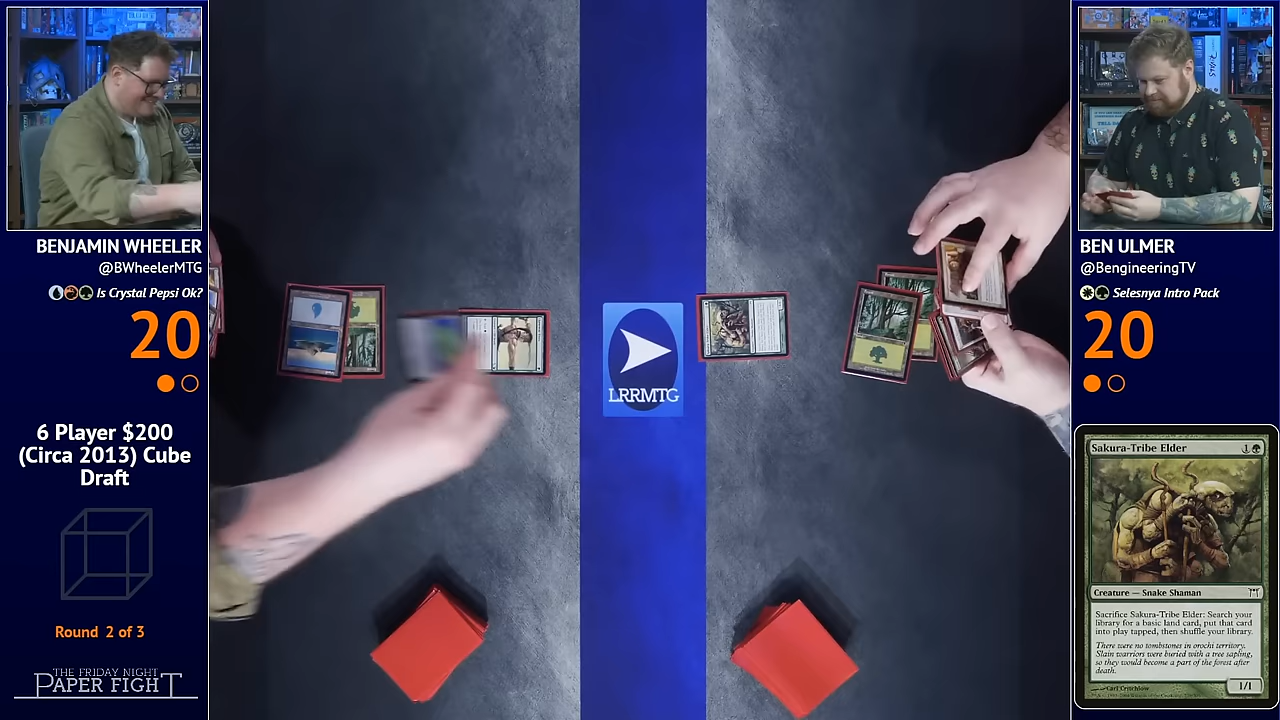 BENJAMIN WHEELER
@BWheelerMTG
Is Crystal Pepsi Ok?
20
6 Player $200
(Circa 2013) Cube
Draft
Round 2 of 3
THE FRIDAY NIGHT
PAPER FIGHT
LRRMTG
BEN ULMER
@BengineeringTV
Selesnya Intro Pack
20
Sakura-Tribe Elder 1
Creature — Snake Shaman
Sacrifice Sakura-Tribe Elder: Search your
library for a basic land card, put that card
into play tapped, then shuffle your library.
There were no tombstones in orochi territory.
Slain warriors were buried with a tree sapling,
so they would become a part of the forest after
death.
Carl Critchlow
1/1